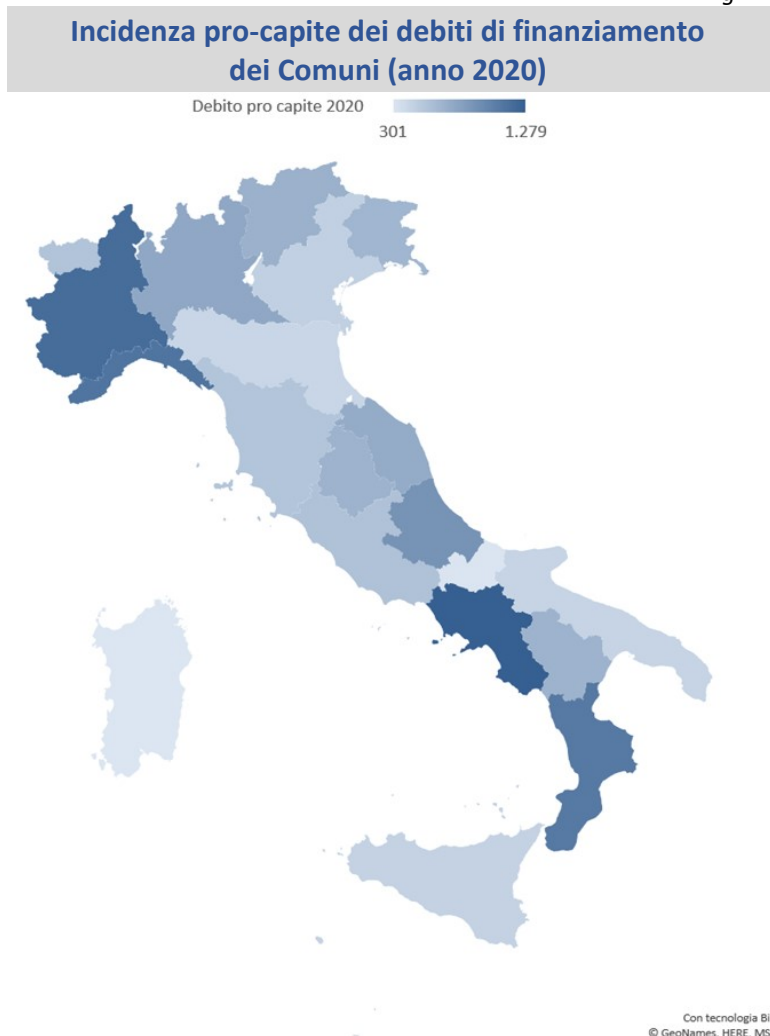 Incidenza pro-capite dei debiti di finanziamento
dei Comuni (anno 2020)
Debito pro capite 2020
301 1.279
Con tecnologia Bi
© GeoNames, HERE, MS